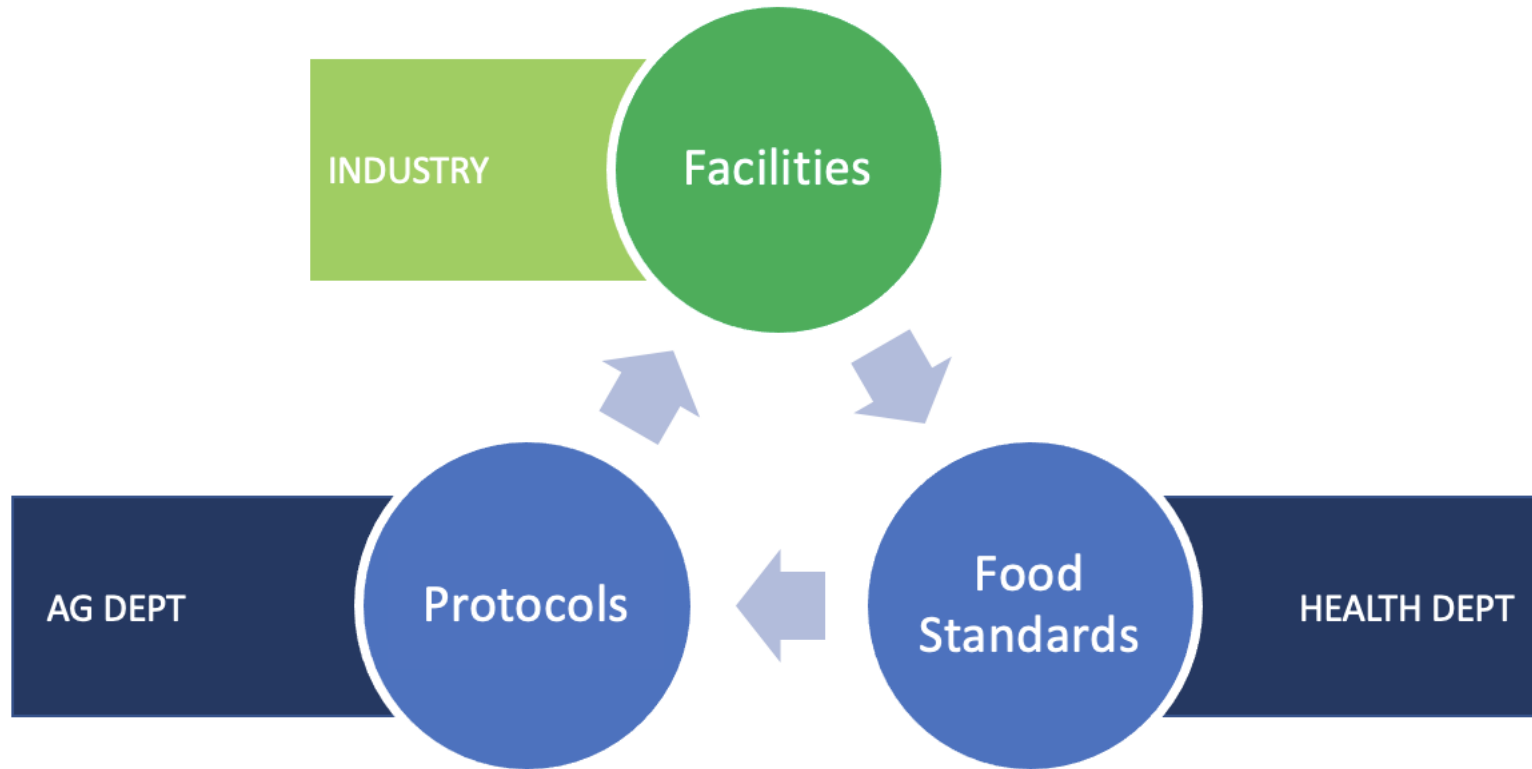 INDUSTRY
Facilities
AG DEPT
Protocols
Food
Standards
HEALTH DEPT